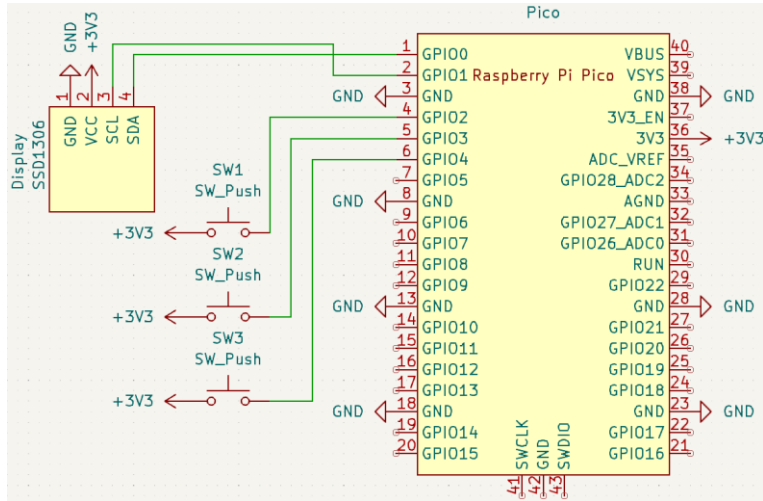 Pico
GND
+3V3
1
2
3
4
GND
VCC
SCL
SDA
Display
SSD1306
Raspberry Pi Pico
1 GPIO0
2 GPIO1
GND 3 GND
4 GPIO2
5 GPIO3
6 GPIO4
7 GPIO5
GND 8 GND
9 GPIO6
10 GPIO7
11 GPIO8
12 GPIO9
GND 13 GND
14 GPIO10
15 GPIO11
16 GPIO12
17 GPIO13
GND 18 GND
19 GPIO14
20 GPIO15
VBUS 40
VSYS 39
GND 38 GND
3V3_EN 37
3V3 36 +3V3
ADC_VREF 35
GPIO28_ADC2 34
AGND 33
GPIO27_ADC1 32
GPIO26_ADC0 31
RUN 30
GPIO22 29
GND 28 GND
GPIO21 27
GPIO20 26
GPIO19 25
GPIO18 24
GND 23 GND
GPIO17 22
GPIO16 21
SWCLK 41
GND 42
SWDIO 43
SW1
SW_Push
+3V3
SW2
SW_Push
+3V3
SW3
SW_Push
+3V3